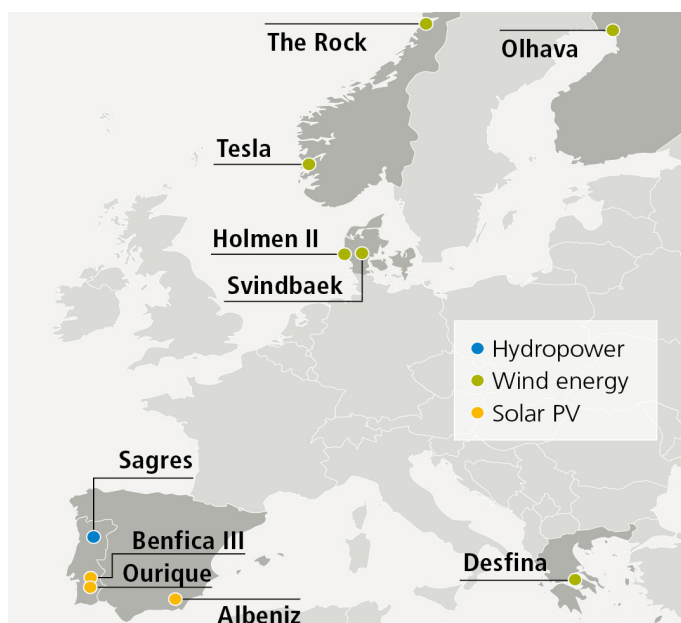 The Rock
Olhava
Tesla
Holmen II
Svindbaek
Hydropower
Wind energy
Solar PV
Sagres
Benfica III
Ourique
Desfina
Albeniz